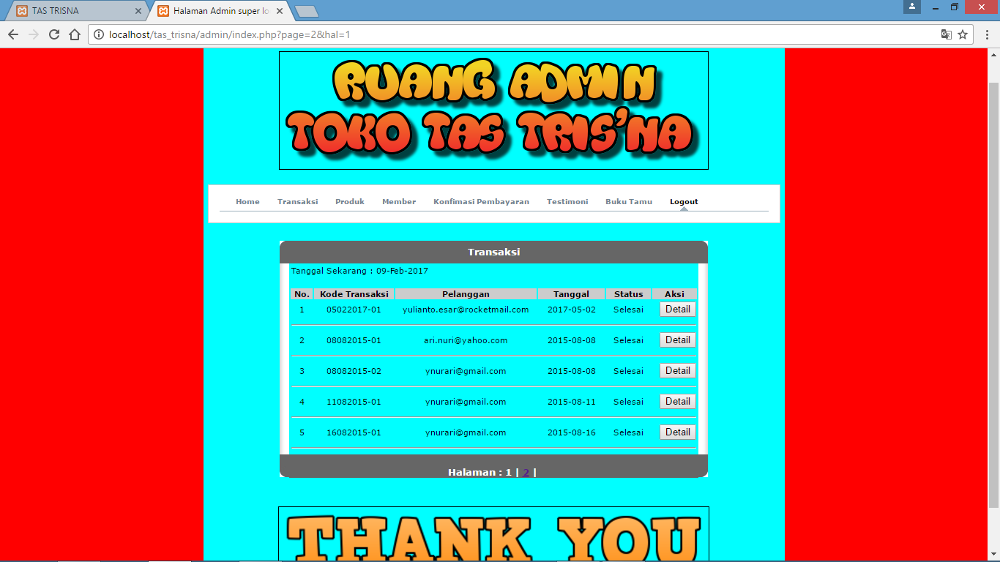 TAS TRISNA
Halaman Admin super lo
localhost/tas_trisna/admin/index.php?page=2&hal=1
RUANG ADMIN
TOKO TAS TRIS'NA
Home Transaksi Produk Member Konfimasi Pembayaran Testimoni Buku Tamu Logout
Transaksi
Tanggal Sekarang : 09-Feb-2017
No. Kode Transaksi Pelanggan Tanggal Status Aksi
1 05022017-01 yulianto.esar@rocketmail.com 2017-05-02 Selesai Detail
2 08082015-01 ari.nuri@yahoo.com 2015-08-08 Selesai Detail
3 08082015-02 ynurari@gmail.com 2015-08-08 Selesai Detail
4 11082015-01 ynurari@gmail.com 2015-08-11 Selesai Detail
5 16082015-01 ynurari@gmail.com 2015-08-16 Selesai Detail
Halaman : 1 | 2 |
THANK YOU